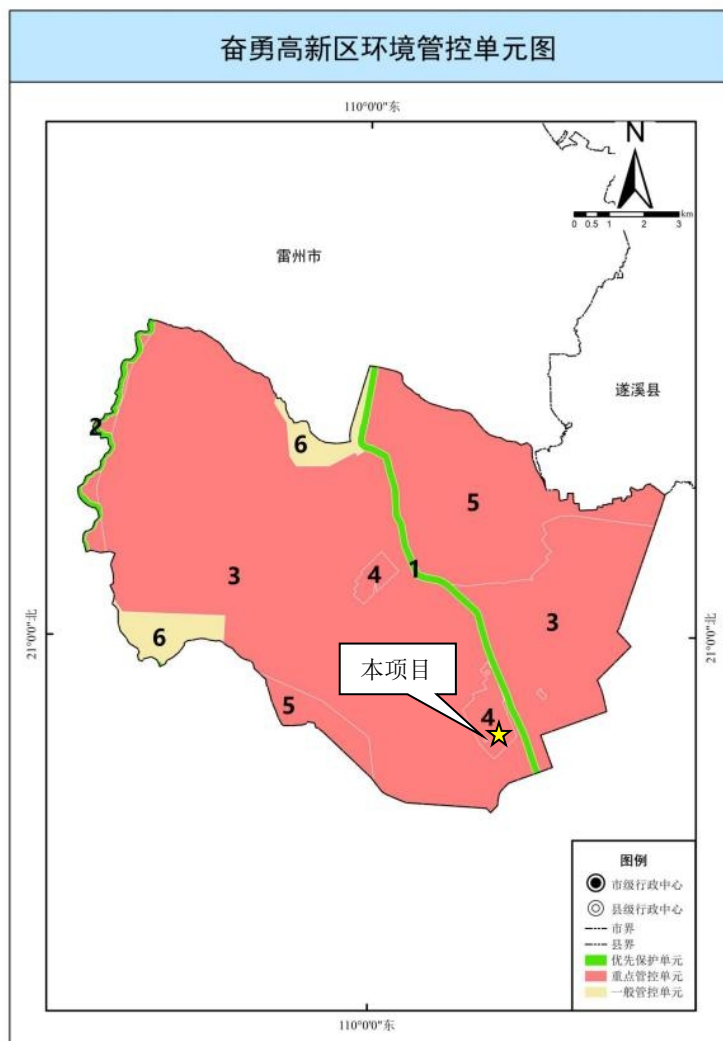 奋勇高新区环境管控单元图
110°0'0"东
N
km
0 0.5 1 2 3
雷州市
遂溪县
2
6
5
1
4
3
3
6
21°0'0"北
21°0'0"北
本项目
5
4
图例
市级行政中心
县级行政中心
市界
县界
优先保护单元
重点管控单元
一般管控单元
110°0'0"东